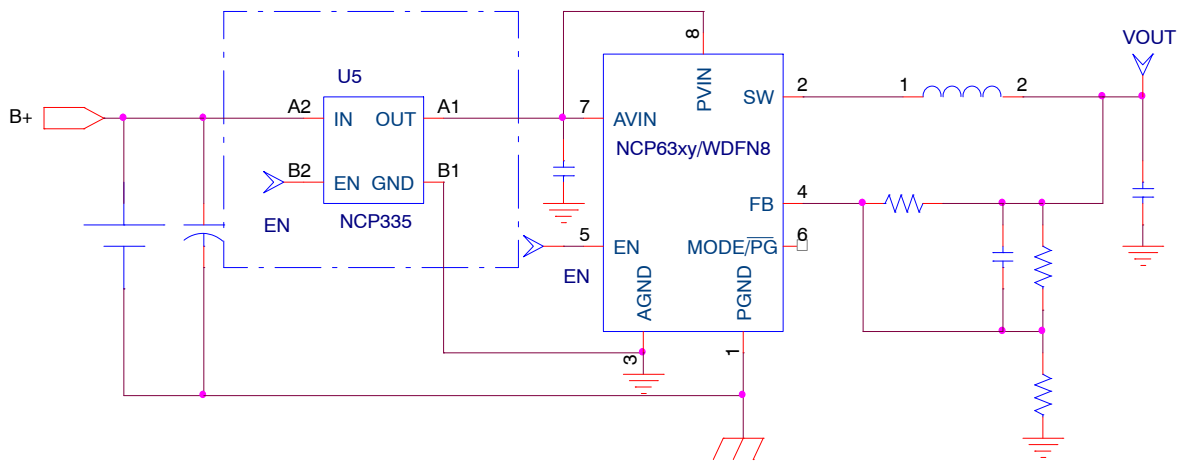 VOUT
8
U5
PVIN
2
1
2
SW
A2
A1
7
B+
IN
OUT
AVIN
NCP63xy/WDFN8
B2
B1
EN
GND
4
FB
EN
NCP335
5
6
EN
MODE/PG
EN
AGND
PGND
3
1